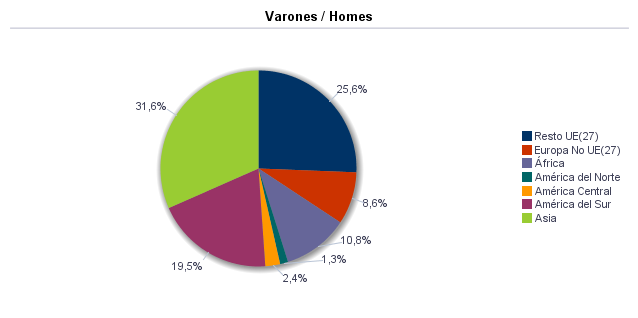 Varones / Homes
25,6%
31,6%
8,6%
10,8%
1,3%
2,4%
19,5%
Resto UE(27)
Europa No UE(27)
África
América del Norte
América Central
América del Sur
Asia